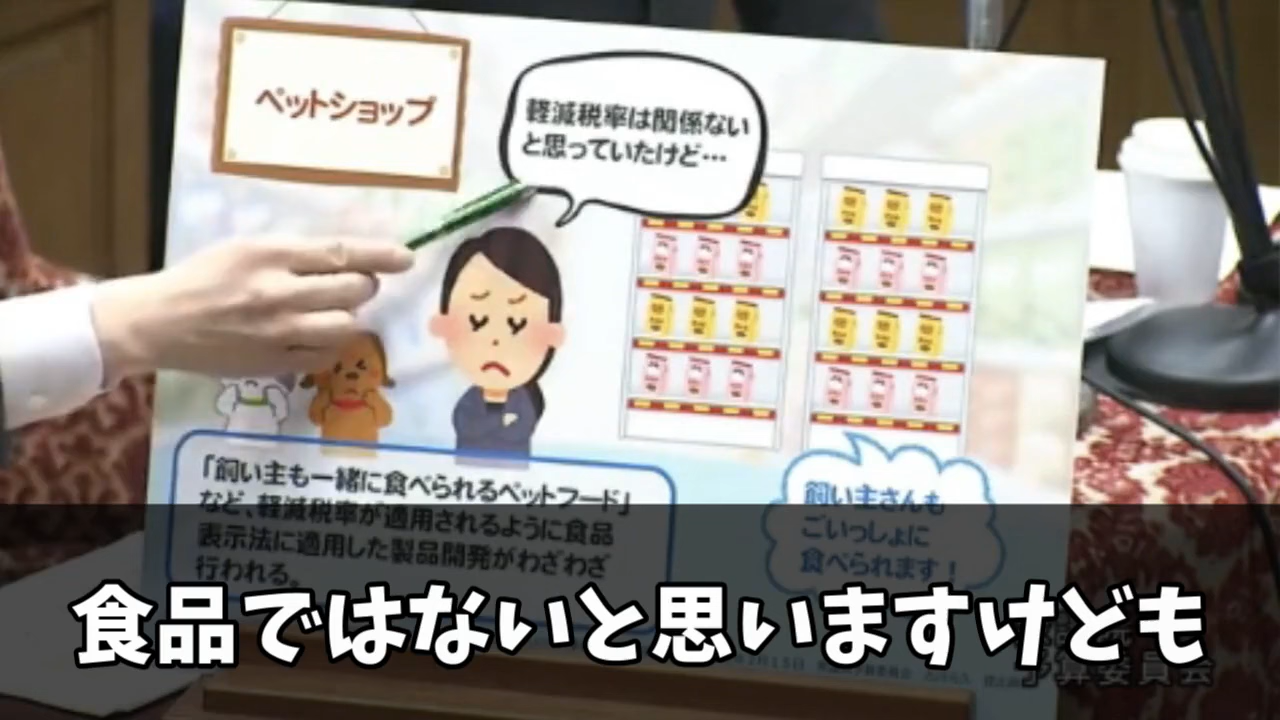 ペットショップ
軽減税率は関係ない
と思っていたけど…
「飼い主も一緒に食べられるペットフード」
など、軽減税率が適用されるように食品
表示法に適用した製品開発がわざわざ
行われる。
飼い主さんも
ごいっしょに
食べられます！
食品ではないと思いますけども
予算委員会